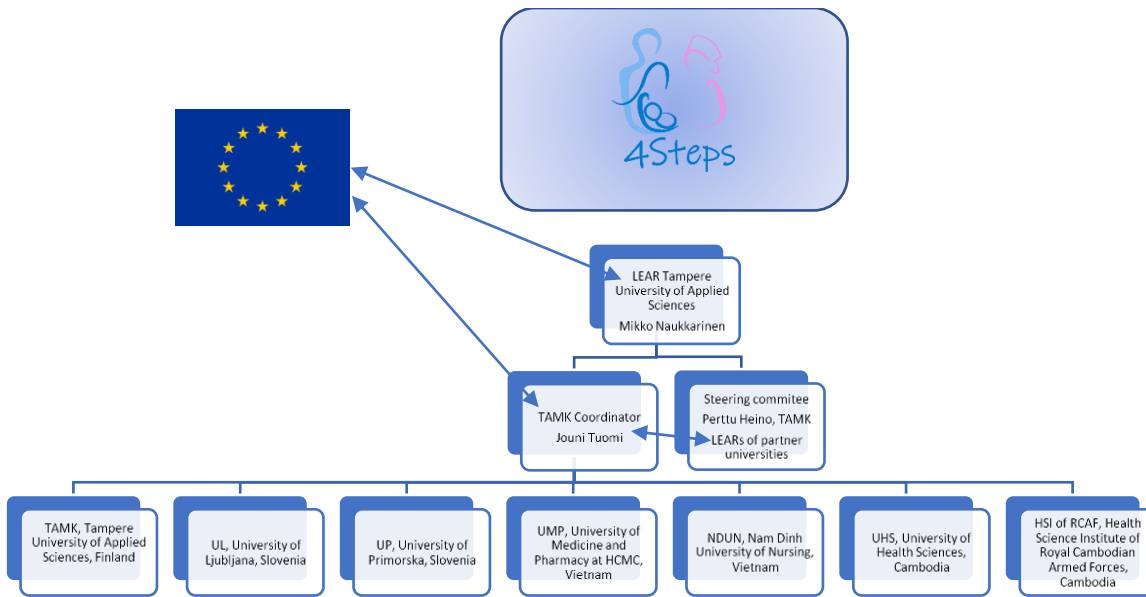 4Steps
LEAR Tampere
University of Applied
Sciences
Mikko Naukkarinen
TAMK Coordinator
Jouni Tuomi
Steering commitee
Perttu Heino, TAMK
LEARs of partner
universities
TAMK, Tampere
University of Applied
Sciences, Finland
UL, University of
Ljubljana, Slovenia
UP, University of
Primorska, Slovenia
UMP, University of
Medicine and
Pharmacy at HCMC,
Vietnam
NDUN, Nam Dinh
University of Nursing,
Vietnam
UHS, University of
Health Sciences,
Cambodia
HSI of RCAF, Health
Science Institute of
Royal Cambodian
Armed Forces,
Cambodia